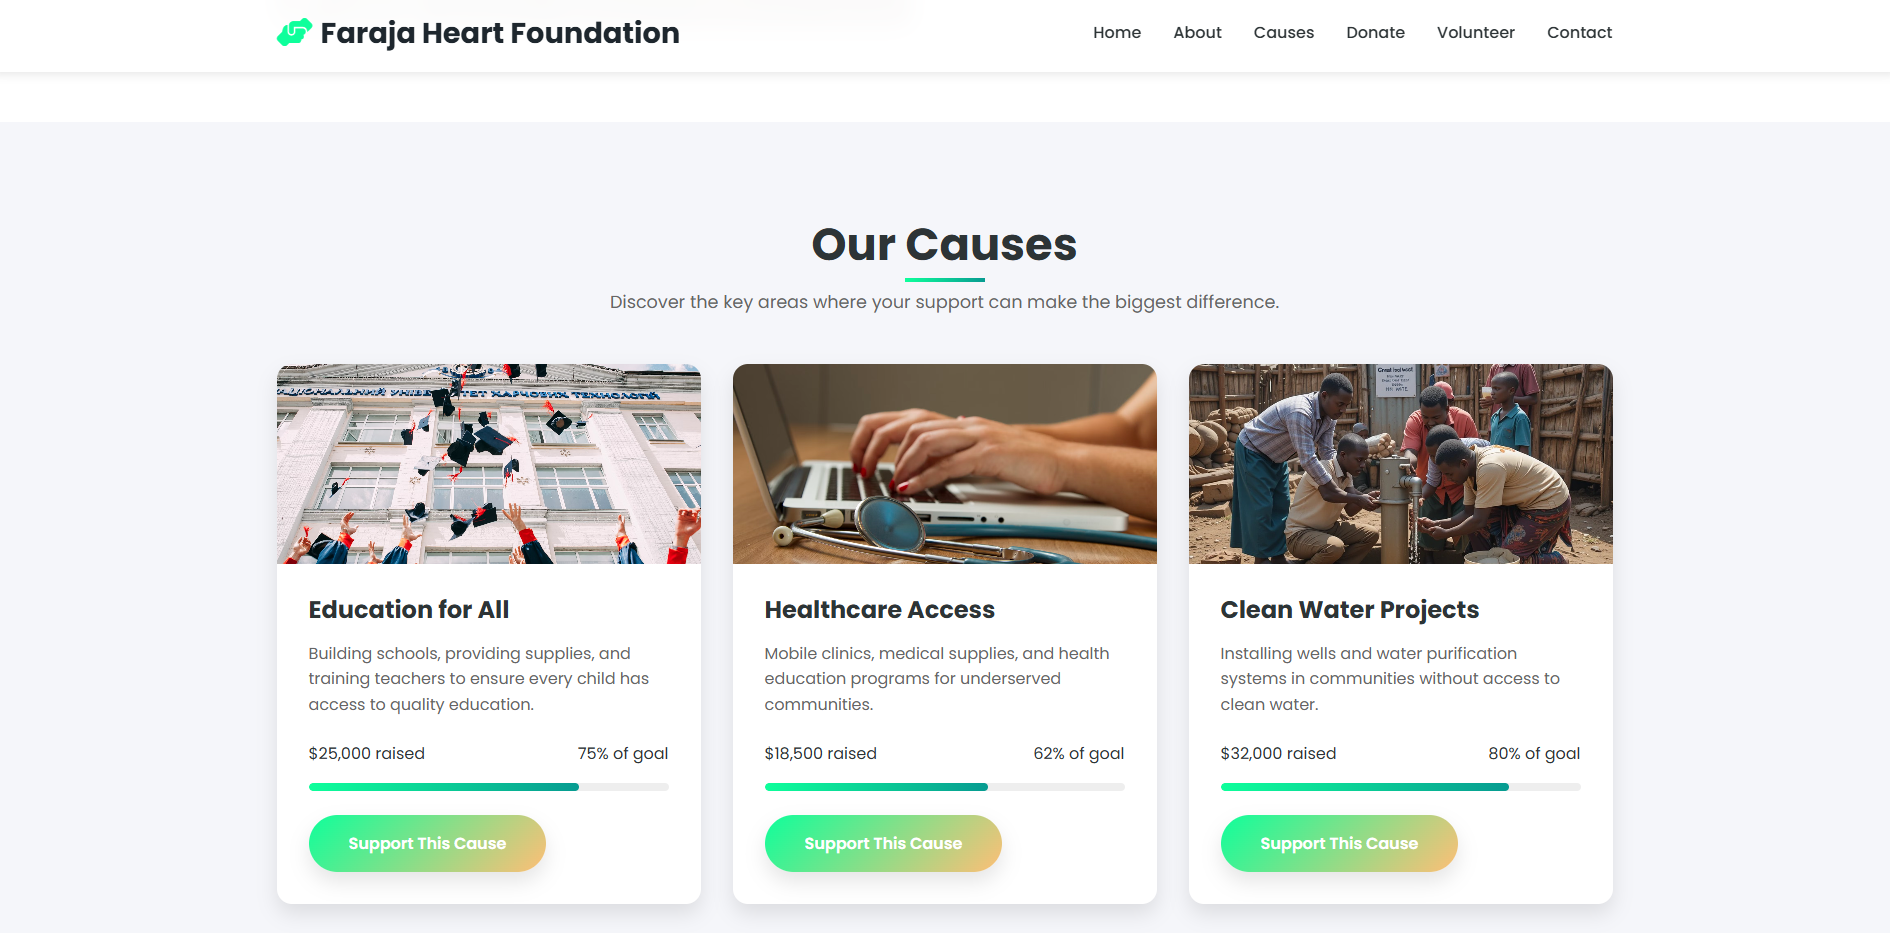 Faraja Heart Foundation
Home About Causes Donate Volunteer Contact
Our Causes
Discover the key areas where your support can make the biggest difference.
ХАРЧОВИХ ТЕХНОЛОГІЙ
Education for All
Building schools, providing supplies, and
training teachers to ensure every child has
access to quality education.
$25,000 raised 75% of goal
Support This Cause
Healthcare Access
Mobile clinics, medical supplies, and health
education programs for underserved
communities.
$18,500 raised 62% of goal
Support This Cause
Clean Water Projects
Installing wells and water purification
systems in communities without access to
clean water.
$32,000 raised 80% of goal
Support This Cause